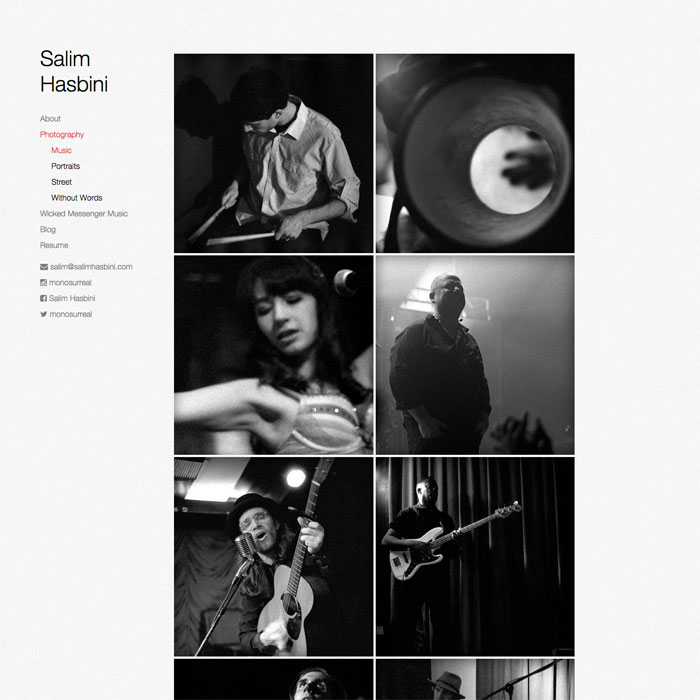 Salim
Hasbini
About
Photography
Music
Portraits
Street
Without Words
Wicked Messenger Music
Blog
Resume
salim@salimhasbini.com
monosurreal
Salim Hasbini
monosurreal